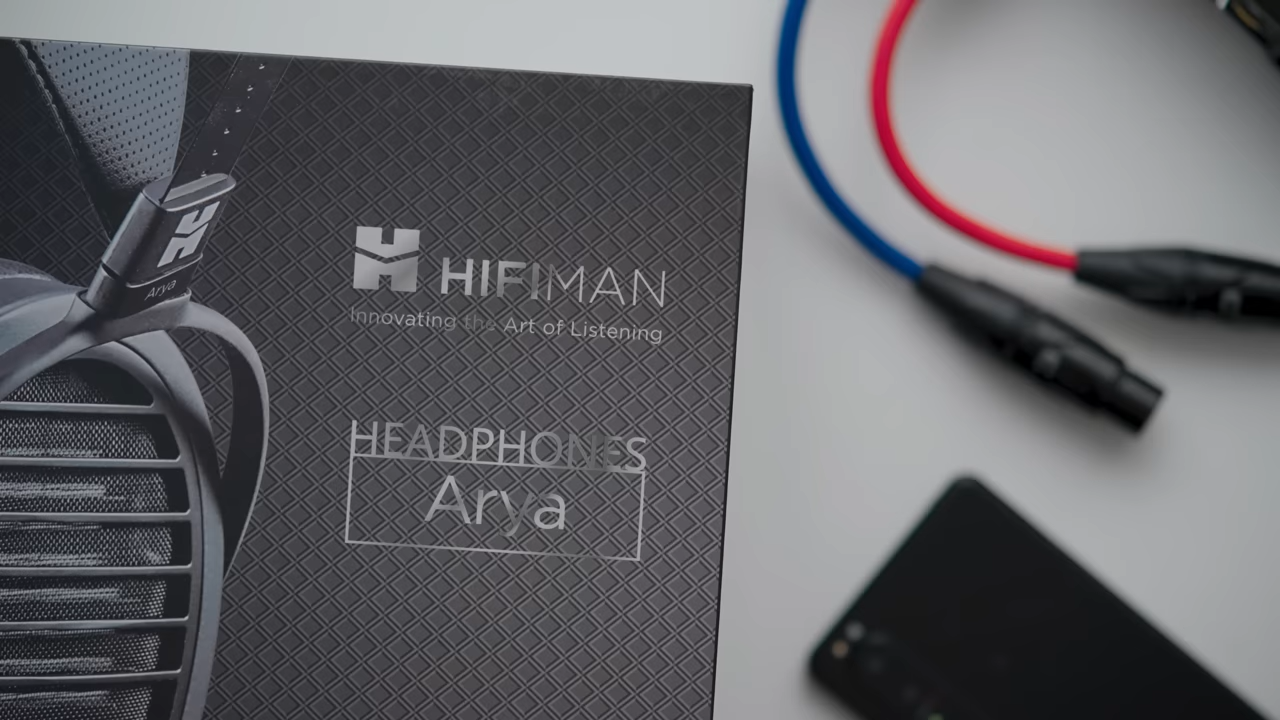 HIFIMAN
Innovating the Art of Listening
HEADPHONES
Arya
Arya